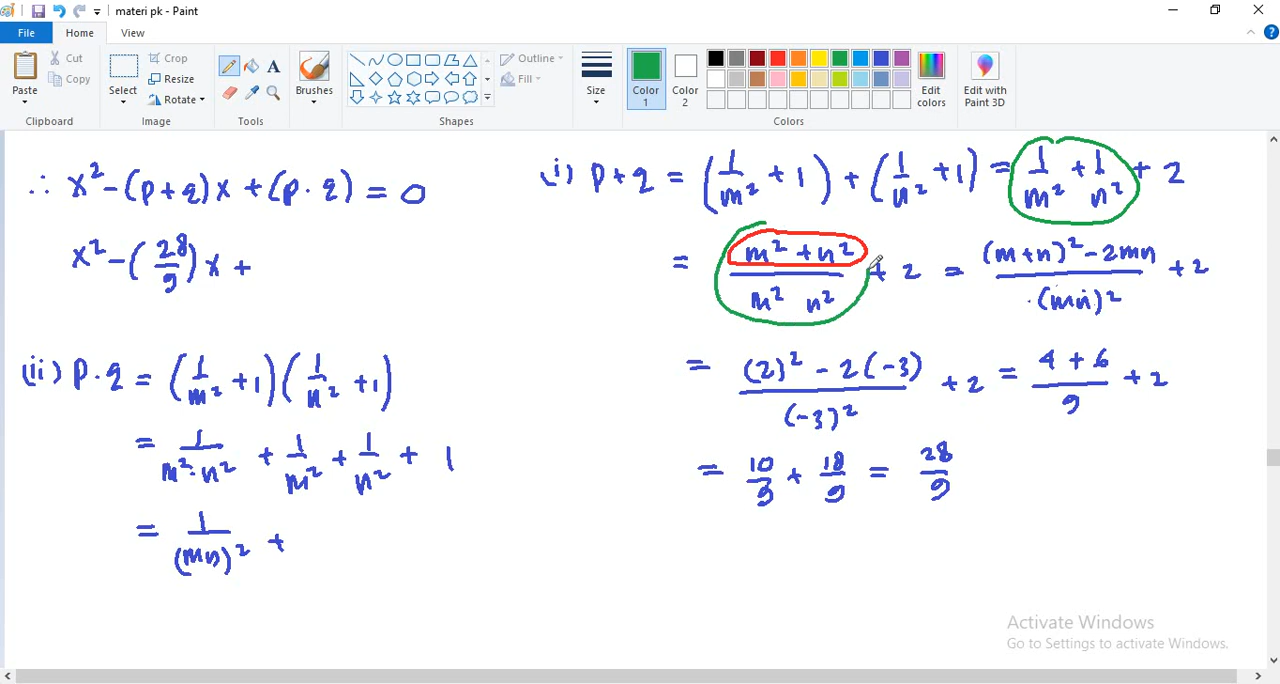 materi pk - Paint
File Home View
Paste Cut Copy Clipboard
Select Crop Resize Rotate Image
Tools
Brushes
Outline Fill Shapes
Size
Color 1 Color 2 Edit colors Edit with Paint 3D Colors
∴ x² - (p+q)x + (p·q) = 0
x² - (28/9)x +
(i) p+q = (1/m² + 1) + (1/n² + 1) = 1/m² + 1/n² + 2
= (m² + n²)/(m² n²) + 2 = ((m+n)² - 2mn)/(mn)² + 2
= ((2)² - 2(-3))/(-3)² + 2 = (4 + 6)/9 + 2
= 10/9 + 18/9 = 28/9
(ii) p·q = (1/m² + 1)(1/n² + 1)
= 1/(m²·n²) + 1/m² + 1/n² + 1
= 1/(mn)² +
Activate Windows
Go to Settings to activate Windows.